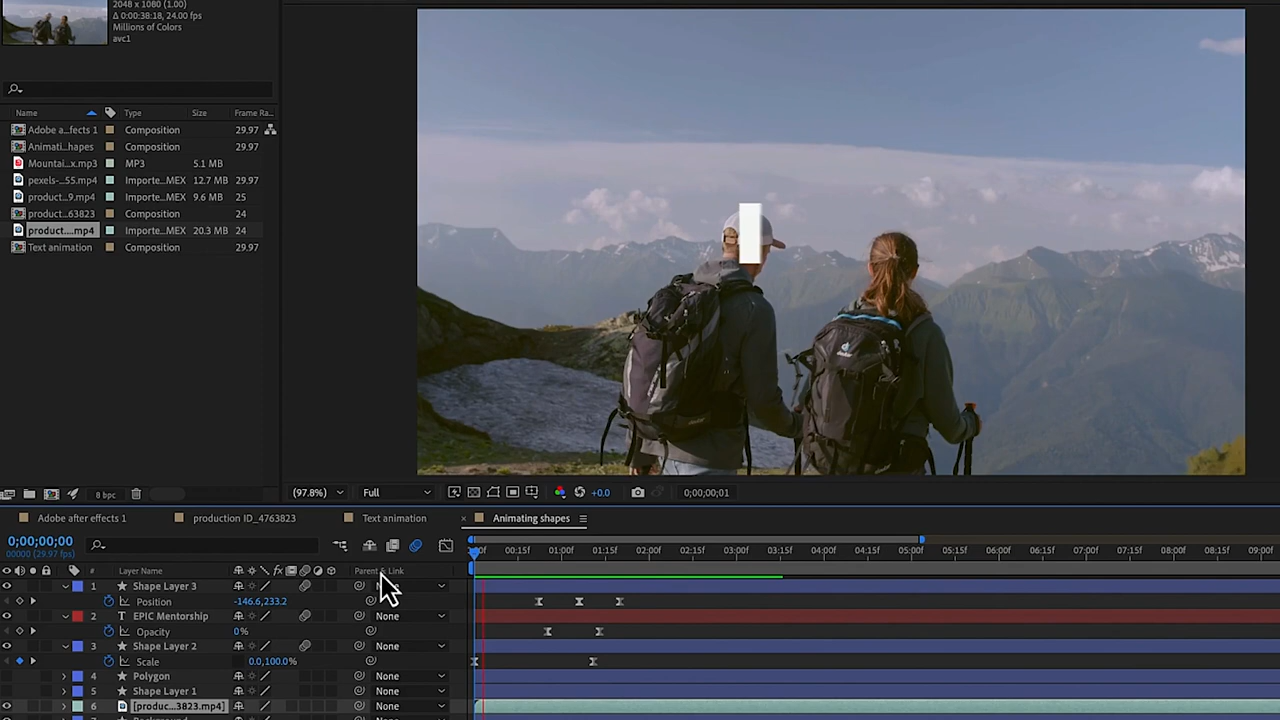 2048 x 1080 (1.00)
Δ 0:00:38:18, 24.00 fps
Millions of Colors
avc1
Name Type Size Frame Ra...
Adobe a...fects 1 Composition 29.97
Animati...hapes Composition 29.97
Mountai...x.mp3 MP3 5.1 MB
pexels-...55.mp4 Importe...MEX 12.7 MB 29.97
product...9.mp4 Importe...MEX 9.6 MB 25
product...63823 Composition 24
product....mp4 Importe...MEX 20.3 MB 24
Text animation Composition 29.97
deuter
8 bpc
(97.8%) Full +0.0 0;00;00;01
Adobe after effects 1 production ID_4763823 Text animation × Animating shapes
0;00;00;00
00000 (29.97 fps)
00:15f 01:00f 01:15f 02:00f 02:15f 03:00f 03:15f 04:00f 04:15f 05:00f 05:15f 06:00f 06:15f 07:00f 07:15f 08:00f 08:15f 09:00f
# Layer Name fx Parent & Link
1 Shape Layer 3
Position -146.6,233.2
2 T EPIC Mentorship None
Opacity 0%
3 Shape Layer 2 None
Scale 0.0,100.0%
4 Polygon None
5 Shape Layer 1 None
6 [produc...3823.mp4] None